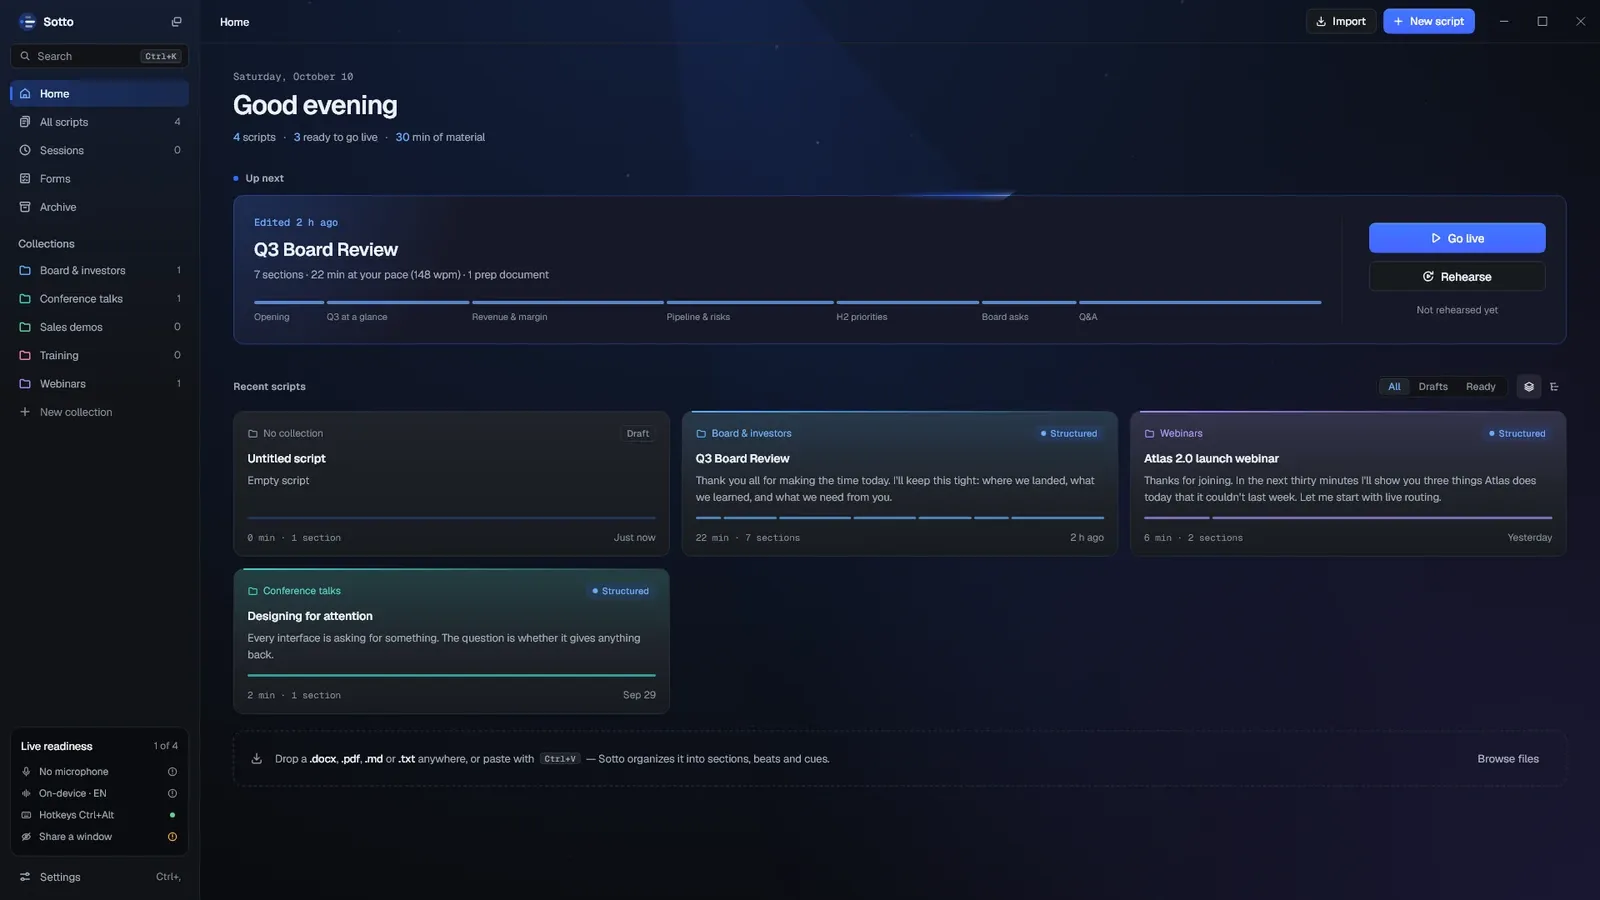 Sotto
Search Ctrl+K
Home
All scripts 4
Sessions 0
Forms
Archive
Collections
Board & investors 1
Conference talks 1
Sales demos 0
Training 0
Webinars 1
New collection
Live readiness 1 of 4
No microphone
On-device · EN
Hotkeys Ctrl+Alt
Share a window
Settings Ctrl+,
Home
Import
New script
Saturday, October 10
Good evening
4 scripts · 3 ready to go live · 30 min of material
Up next
Edited 2 h ago
Q3 Board Review
7 sections · 22 min at your pace (148 wpm) · 1 prep document
Opening Q3 at a glance Revenue & margin Pipeline & risks H2 priorities Board asks Q&A
Go live
Rehearse
Not rehearsed yet
Recent scripts
All Drafts Ready
No collection Draft
Untitled script
Empty script
0 min · 1 section Just now
Board & investors Structured
Q3 Board Review
Thank you all for making the time today. I'll keep this tight: where we landed, what
we learned, and what we need from you.
22 min · 7 sections 2 h ago
Webinars Structured
Atlas 2.0 launch webinar
Thanks for joining. In the next thirty minutes I'll show you three things Atlas does
today that it couldn't last week. Let me start with live routing.
6 min · 2 sections Yesterday
Conference talks Structured
Designing for attention
Every interface is asking for something. The question is whether it gives anything
back.
2 min · 1 section Sep 29
Drop a .docx, .pdf, .md or .txt anywhere, or paste with Ctrl+V — Sotto organizes it into sections, beats and cues.
Browse files